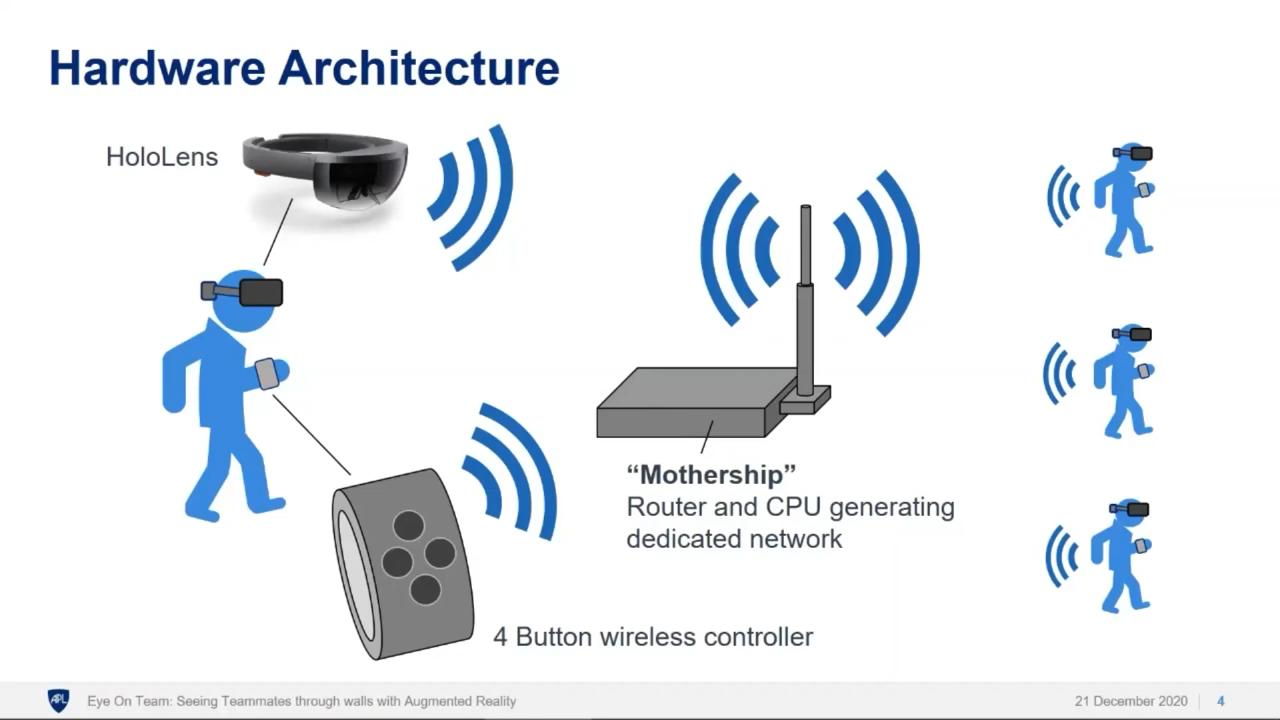 Hardware Architecture
HoloLens
“Mothership”
Router and CPU generating
dedicated network
4 Button wireless controller
APL
Eye On Team: Seeing Teammates through walls with Augmented Reality
21 December 2020
4